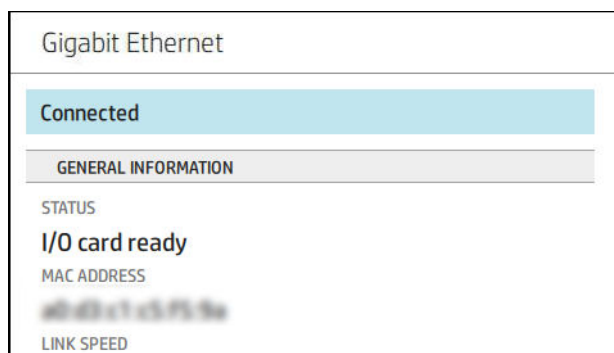 Gigabit Ethernet
Connected
GENERAL INFORMATION
STATUS
I/O card ready
MAC ADDRESS
LINK SPEED